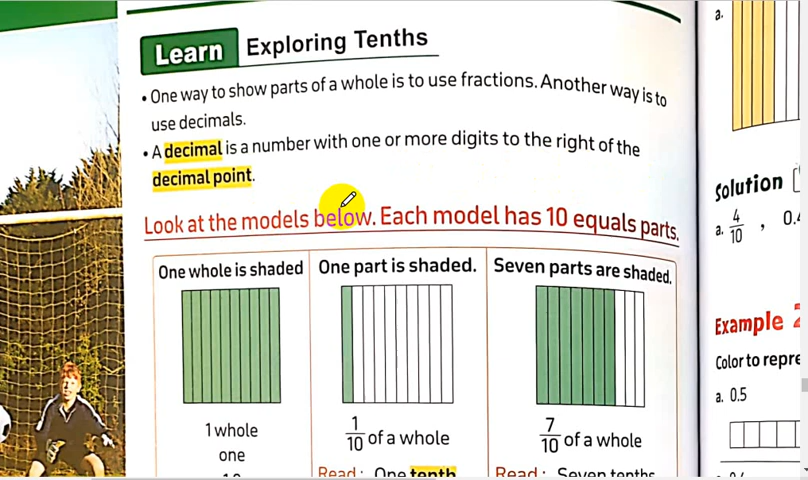 Learn Exploring Tenths
• One way to show parts of a whole is to use fractions. Another way is to
use decimals.
• A decimal is a number with one or more digits to the right of the
decimal point.
Look at the models below. Each model has 10 equals parts.
One whole is shaded
1 whole
one
One part is shaded.
1/10 of a whole
Read : One tenth
Seven parts are shaded.
7/10 of a whole
Read : Seven tenths
a.
Solution
a. 4/10 ,
Example 2
Color to repre
a. 0.5